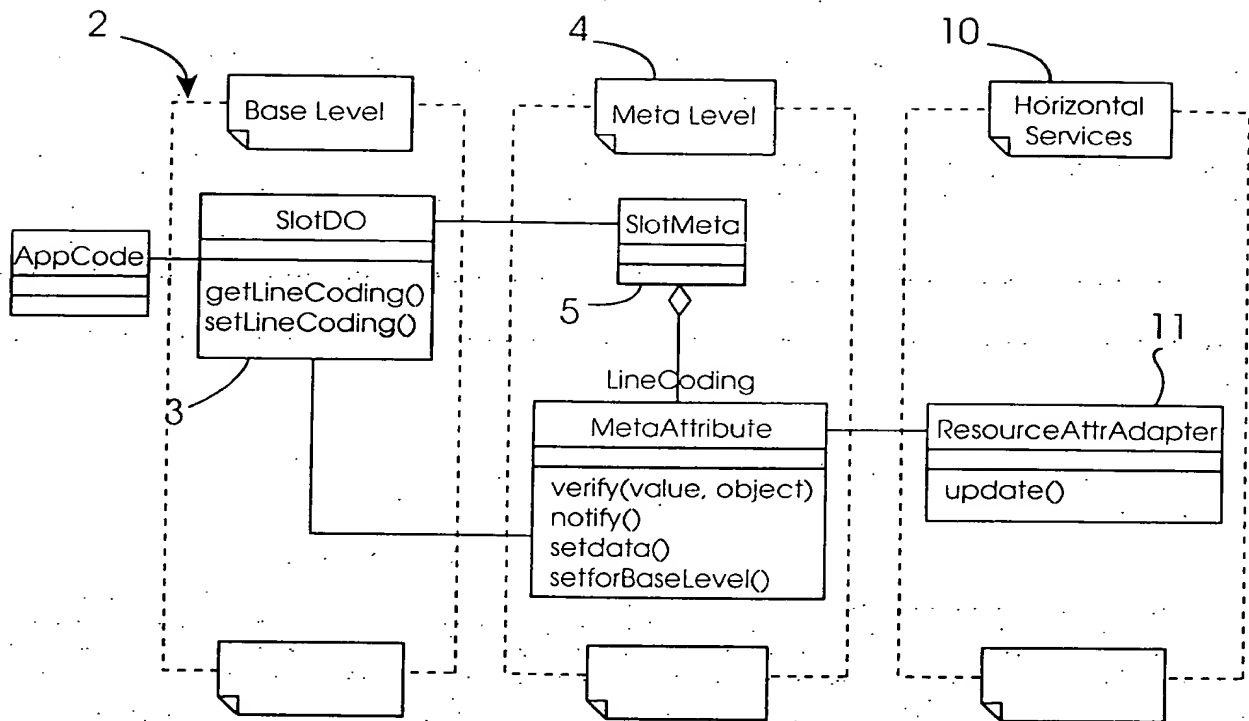 2
4
10
Base Level
Meta Level
Horizontal
Services
SlotDO
SlotMeta
AppCode
getLineCoding()
setLineCoding()
5
3
11
LineCoding
MetaAttribute
ResourceAttrAdapter
verify(value, object)
notify()
setdata()
setforBaseLevel()
update()